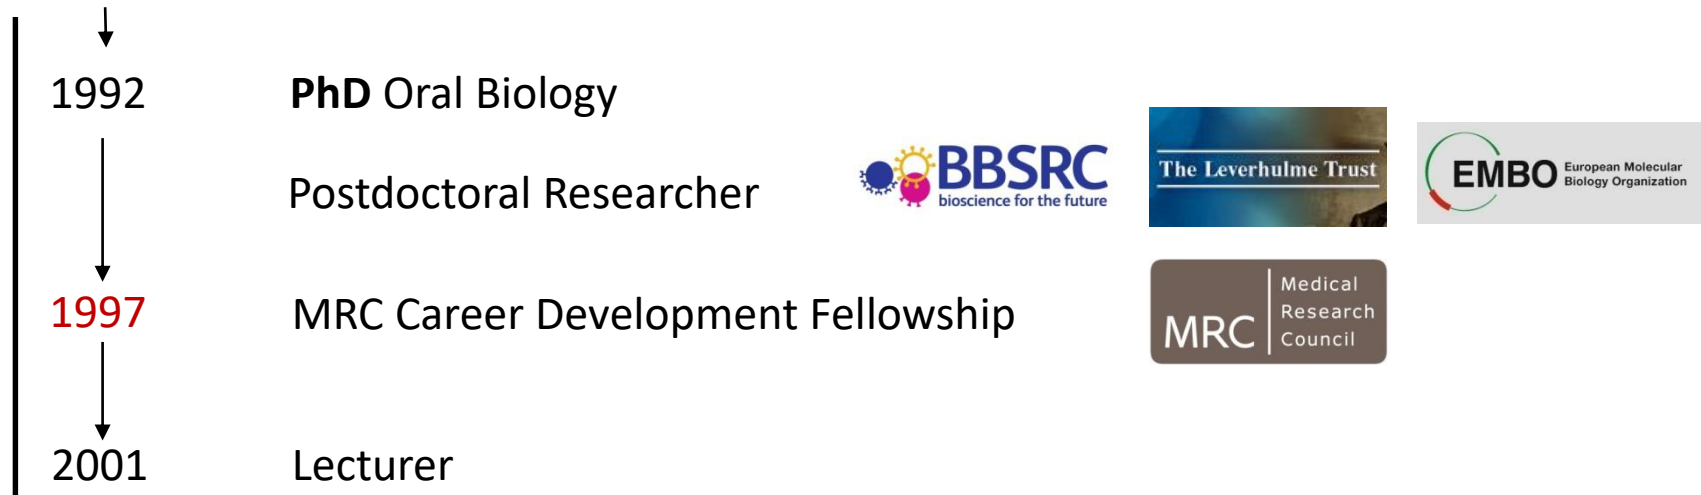 1992 PhD Oral Biology
Postdoctoral Researcher
BBSRC
bioscience for the future
The Leverhulme Trust
EMBO European Molecular
Biology Organization
1997 MRC Career Development Fellowship
MRC
Medical
Research
Council
2001 Lecturer